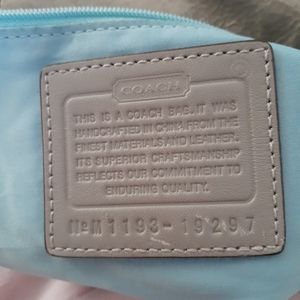 COACH
THIS IS A COACH BAG. IT WAS
HANDCRAFTED IN CHINA FROM THE
FINEST MATERIALS AND LEATHER.
ITS SUPERIOR CRAFTSMANSHIP
REFLECTS OUR COMMITMENT TO
ENDURING QUALITY.
No M1193-19297